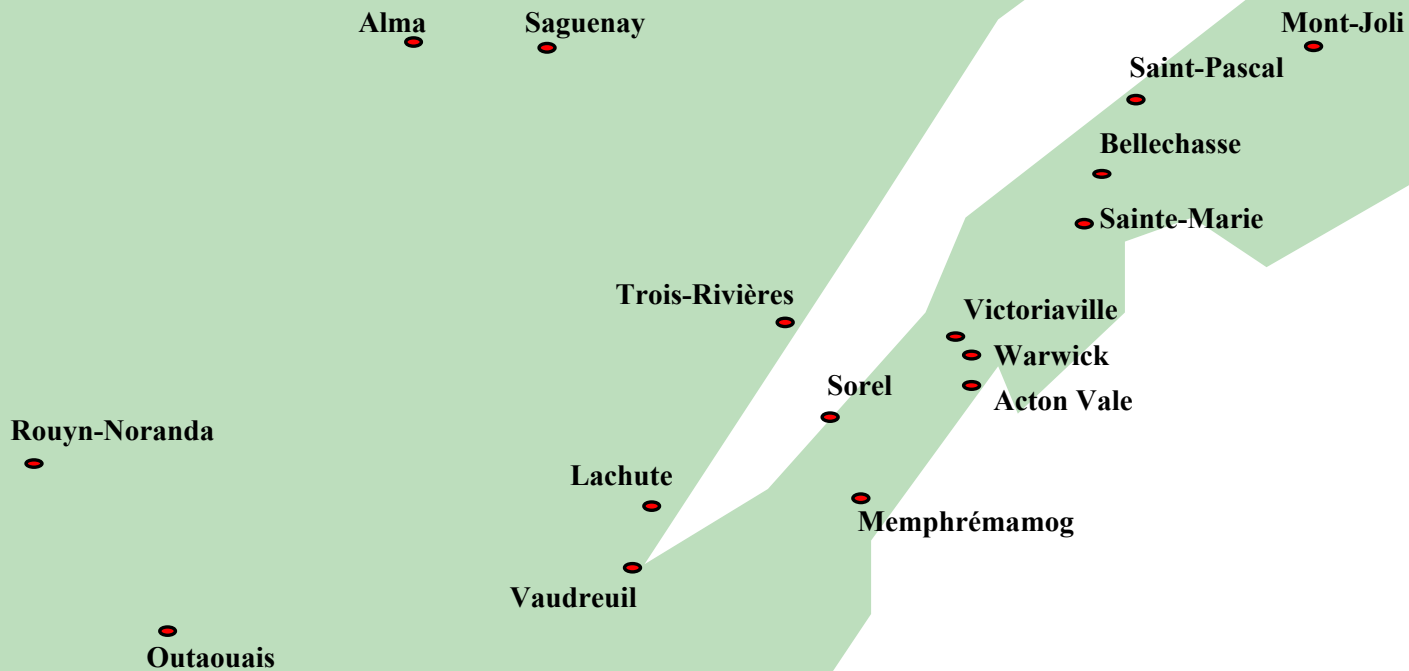 Alma
Saguenay
Mont-Joli
Saint-Pascal
Bellechasse
Sainte-Marie
Trois-Rivières
Victoriaville
Warwick
Sorel
Acton Vale
Rouyn-Noranda
Lachute
Memphrémamog
Vaudreuil
Outaouais